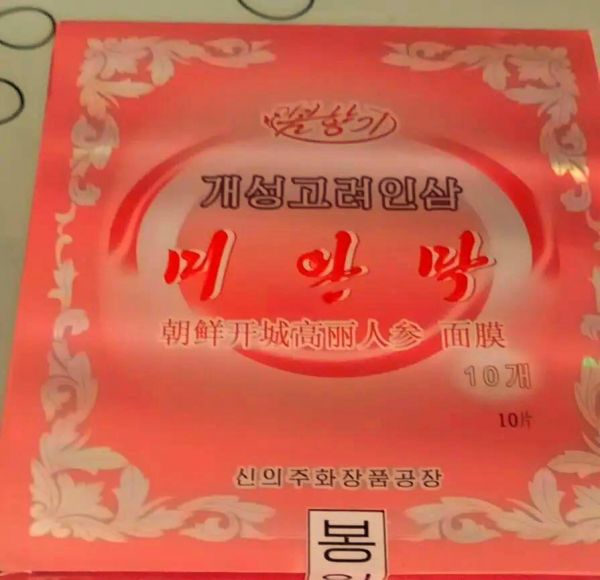 봄향기
개성고려인삼
미안막
朝鲜开城高丽人参 面膜
10개
10片
신의주화장품공장
봉